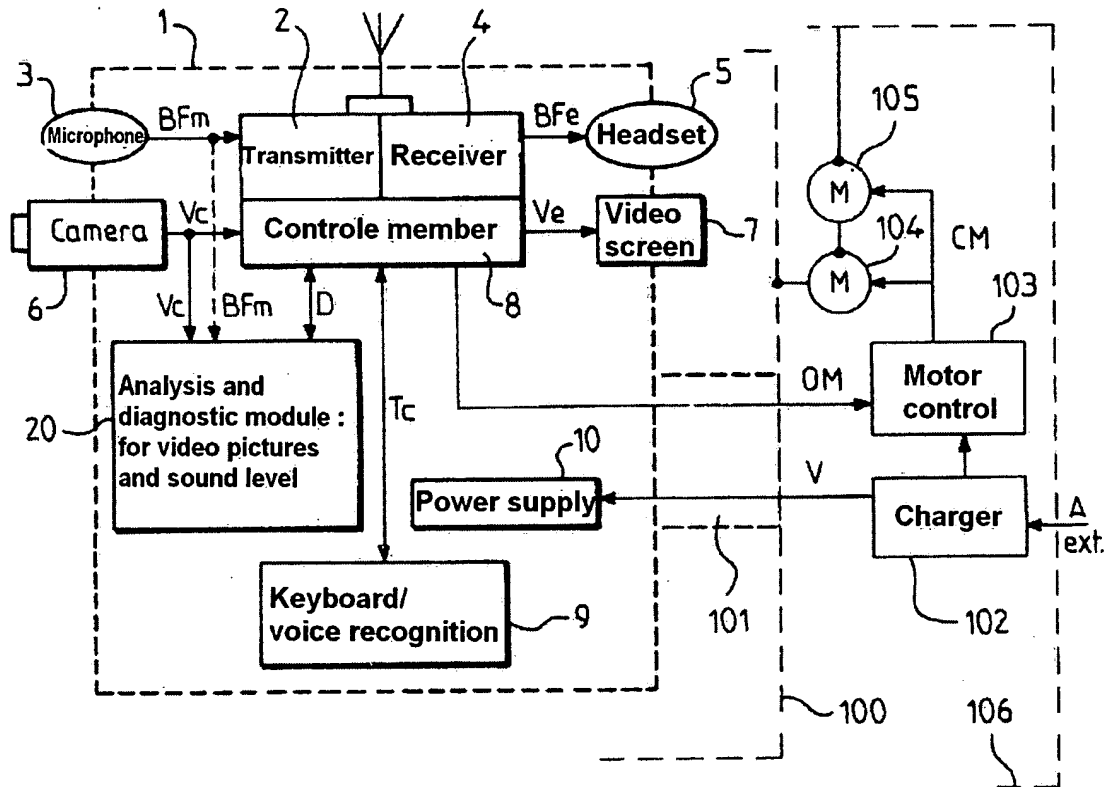 1
2
4
3
5
BFm
BFe
Microphone
Transmitter
Receiver
Headset
105
M
Camera
Vc
Controle member
Ve
Video
screen
7
104
M
CM
6
Vc
BFm
D
8
103
Analysis and
diagnostic module :
for video pictures
and sound level
20
Tc
OM
Motor
control
10
Power supply
V
Charger
A
ext.
101
102
Keyboard/
voice recognition
9
100
106